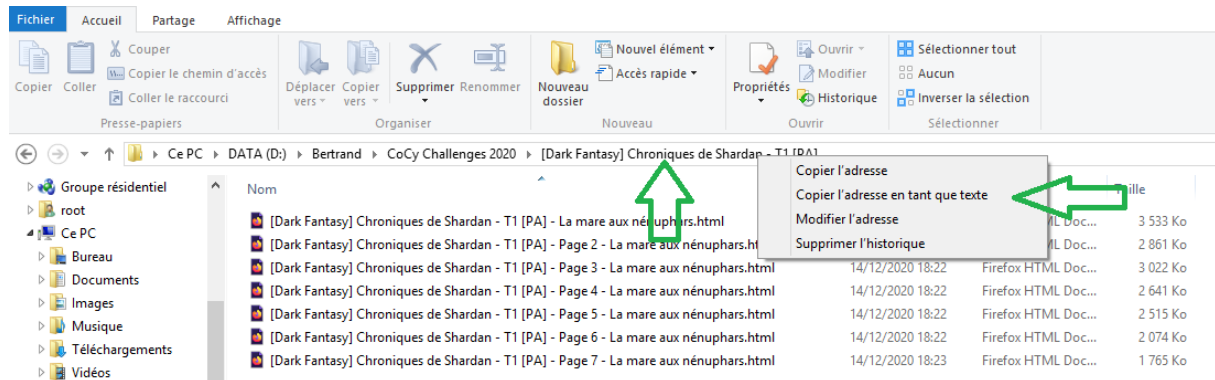 Fichier Accueil Partage Affichage
Copier
Coller
Couper
Copier le chemin d'accès
Coller le raccourci
Presse-papiers
Déplacer vers
Copier vers
Supprimer
Renommer
Organiser
Nouveau dossier
Nouvel élément
Accès rapide
Nouveau
Propriétés
Ouvrir
Modifier
Historique
Ouvrir
Sélectionner tout
Aucun
Inverser la sélection
Sélectionner
Ce PC DATA (D:) Bertrand CoCy Challenges 2020 [Dark Fantasy] Chroniques de Shardan - T1 [PA]
Copier l'adresse
Copier l'adresse en tant que texte
Modifier l'adresse
Supprimer l'historique
Groupe résidentiel
root
Ce PC
Bureau
Documents
Images
Musique
Téléchargements
Vidéos
Nom
[Dark Fantasy] Chroniques de Shardan - T1 [PA] - La mare aux nénuphars.html 3 533 Ko
[Dark Fantasy] Chroniques de Shardan - T1 [PA] - Page 2 - La mare aux nénuphars.ht 2 861 Ko
[Dark Fantasy] Chroniques de Shardan - T1 [PA] - Page 3 - La mare aux nénuphars.html 14/12/2020 18:22 Firefox HTML Doc... 3 022 Ko
[Dark Fantasy] Chroniques de Shardan - T1 [PA] - Page 4 - La mare aux nénuphars.html 14/12/2020 18:22 Firefox HTML Doc... 2 641 Ko
[Dark Fantasy] Chroniques de Shardan - T1 [PA] - Page 5 - La mare aux nénuphars.html 14/12/2020 18:22 Firefox HTML Doc... 2 515 Ko
[Dark Fantasy] Chroniques de Shardan - T1 [PA] - Page 6 - La mare aux nénuphars.html 14/12/2020 18:22 Firefox HTML Doc... 2 074 Ko
[Dark Fantasy] Chroniques de Shardan - T1 [PA] - Page 7 - La mare aux nénuphars.html 14/12/2020 18:23 Firefox HTML Doc... 1 765 Ko